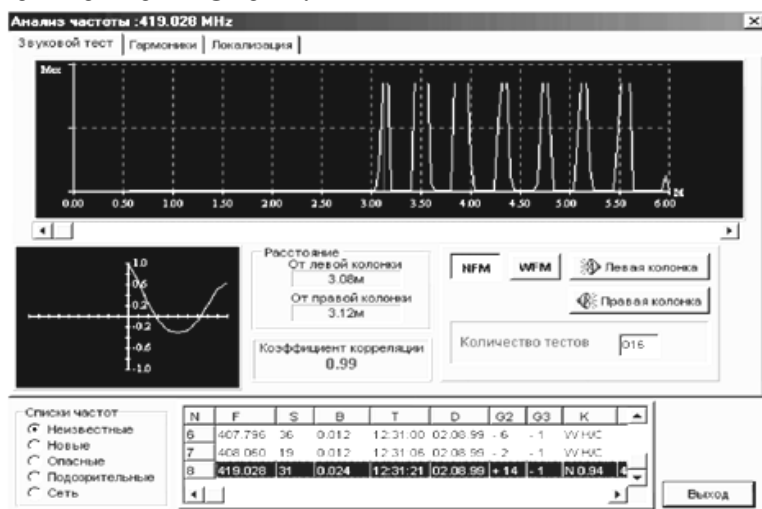 Анализ частоты :419.028 MHz
Звуковой тест Гармоники Локализация
Max
0.00 0.50 1.00 1.50 2.00 2.50 3.00 3.50 4.00 4.50 5.00 5.50 6.00 M
1.0
0.6
0.2
-0.2
-0.6
-1.0
Расстояние
От левой колонки
3.08м
От правой колонки
3.12м
Коэффициент корреляции
0.99
NFM WFM Левая колонка
Правая колонка
Количество тестов 016
Списки частот
Неизвестные
Новые
Опасные
Подозрительные
Сеть
N F S B T D G2 G3 K
6 407.796 36 0.012 12:31:00 02.08.99 - 6 - 1 W H/C
7 408.060 19 0.012 12:31:06 02.08.99 - 2 - 1 W H/C
8 419.028 31 0.024 12:31:21 02.08.99 + 14 - 1 N 0.94 4
Выход